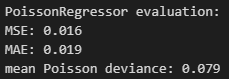 PoissonRegressor evaluation:
MSE: 0.016
MAE: 0.019
mean Poisson deviance: 0.079